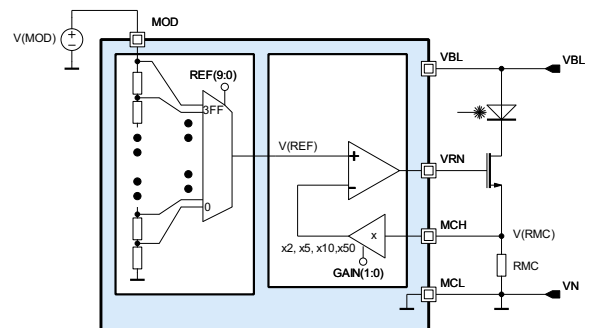 MOD
V(MOD)
+
−
REF(9:0)
3FF
0
V(REF)
+
-
x
x2, x5, x10,x50
GAIN(1:0)
VBL
VBL
VRN
MCH
V(RMC)
RMC
MCL
VN